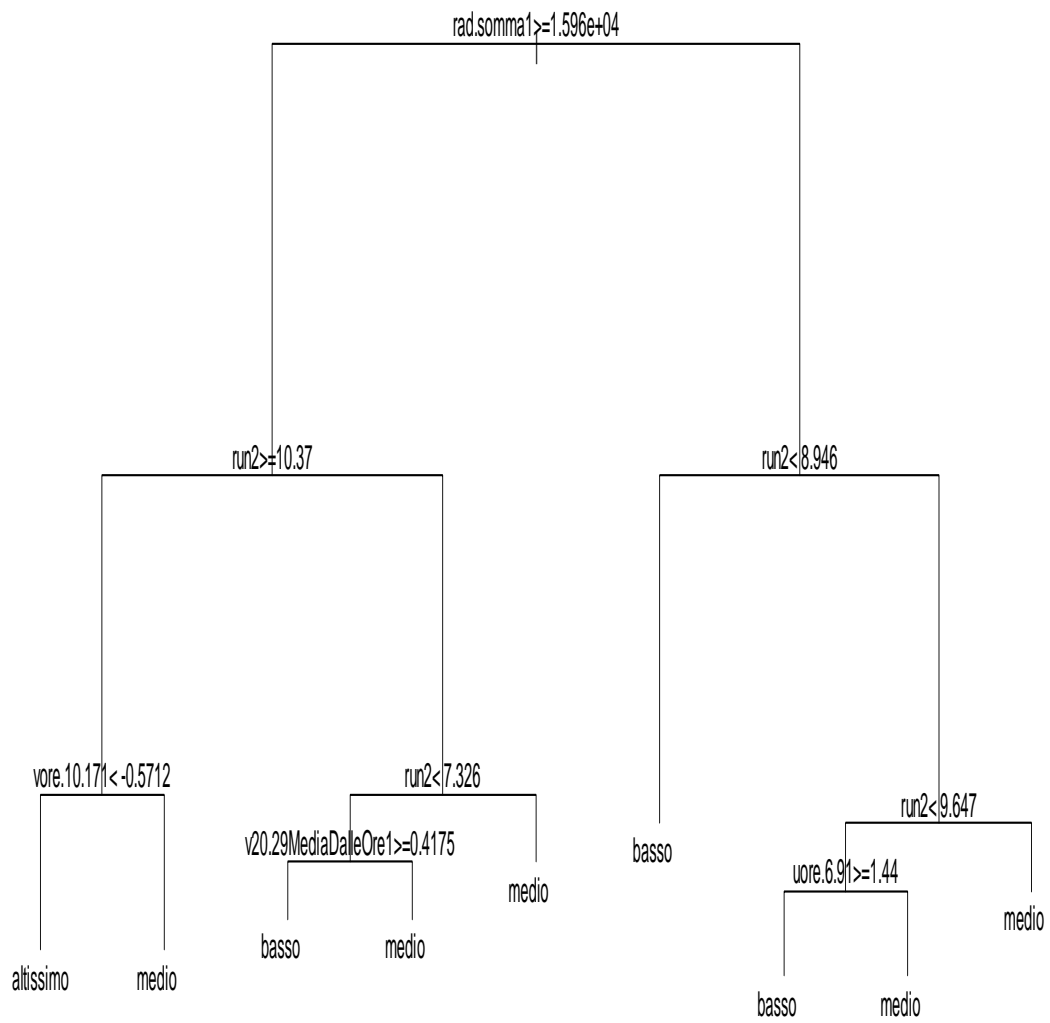 rad.somma1>=1.596e+04
run2>=10.37
run2< 8.946
vore.10.171< -0.5712
run2< 7.326
run2< 9.647
v20.29MediaDalleOre1>=0.4175
basso
uore.6.91>=1.44
medio
medio
basso
medio
altissimo
medio
basso
medio